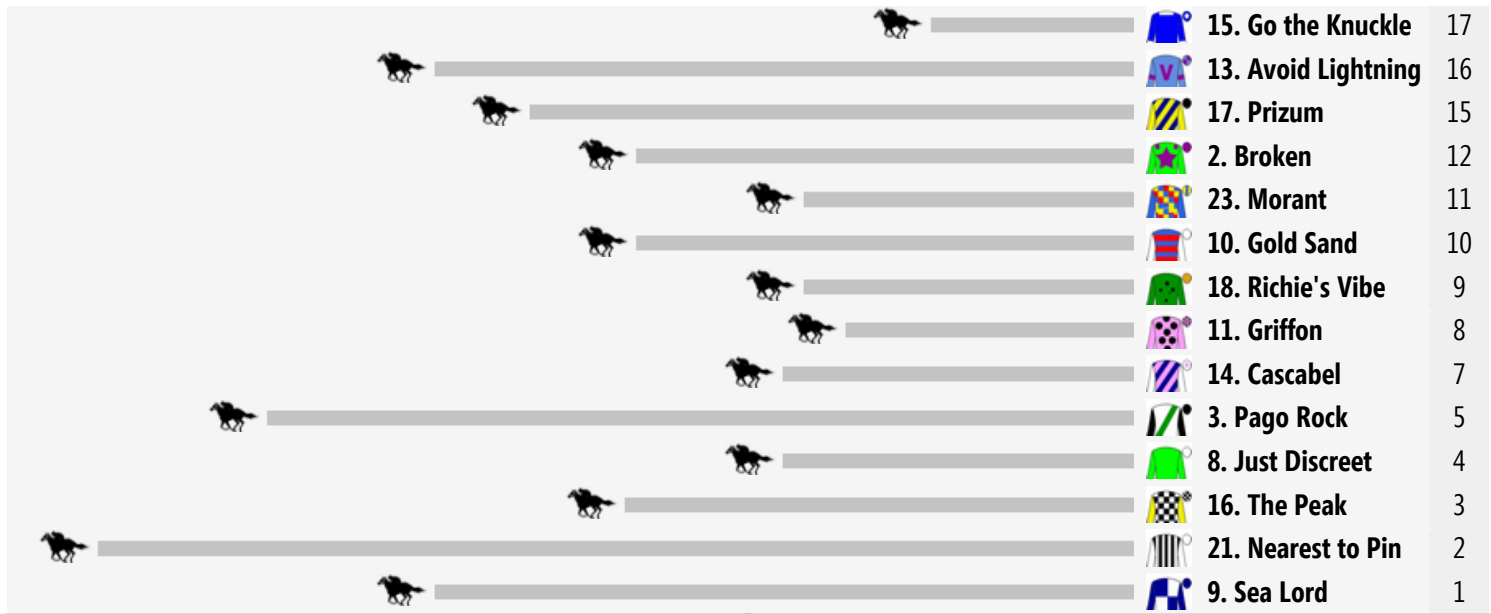 15. Go the Knuckle 17
V 13. Avoid Lightning 16
17. Prizum 15
2. Broken 12
23. Morant 11
10. Gold Sand 10
18. Richie's Vibe 9
11. Griffon 8
14. Cascabel 7
3. Pago Rock 5
8. Just Discreet 4
16. The Peak 3
21. Nearest to Pin 2
9. Sea Lord 1